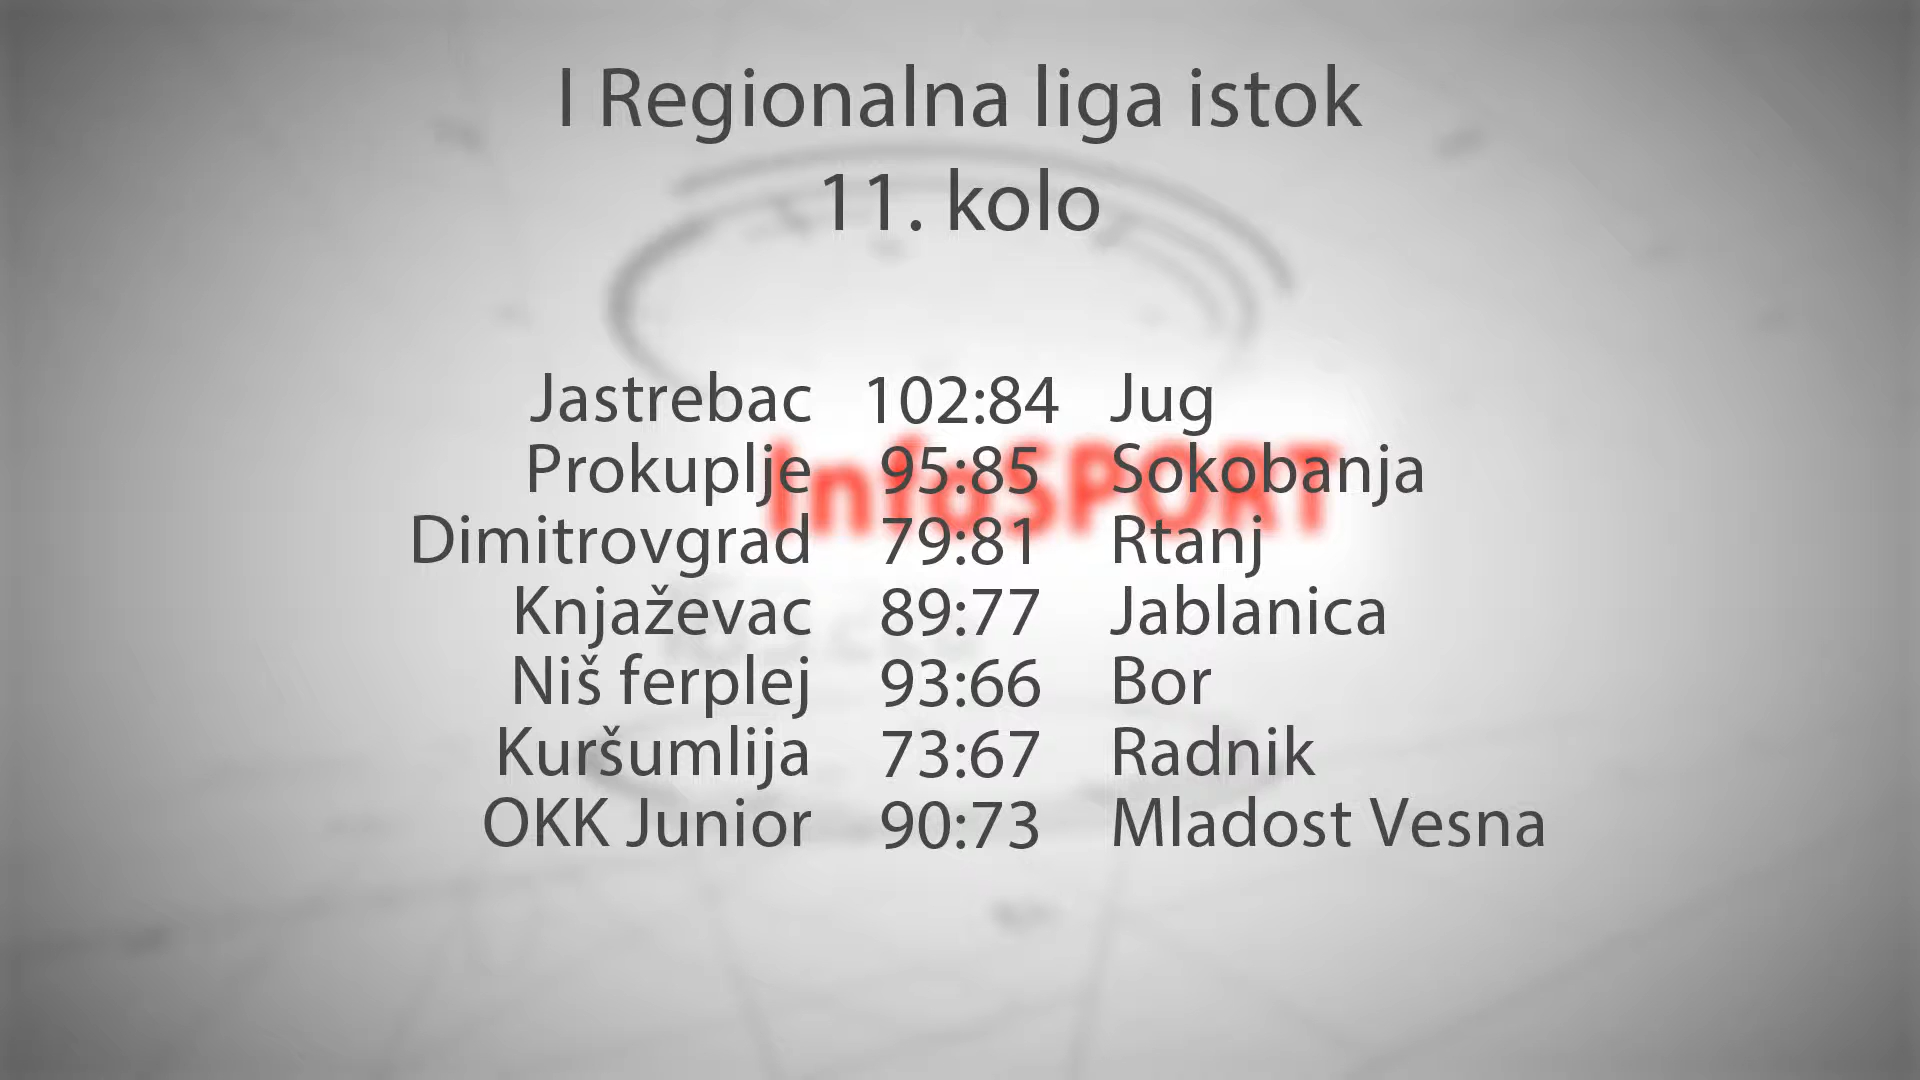 I Regionalna liga istok
11. kolo
Jastrebac 102:84 Jug
InfoSPORT
Prokuplje 95:85 Sokobanja
Dimitrovgrad 79:81 Rtanj
Knjaževac 89:77 Jablanica
Niš ferplej 93:66 Bor
Kuršumlija 73:67 Radnik
OKK Junior 90:73 Mladost Vesna